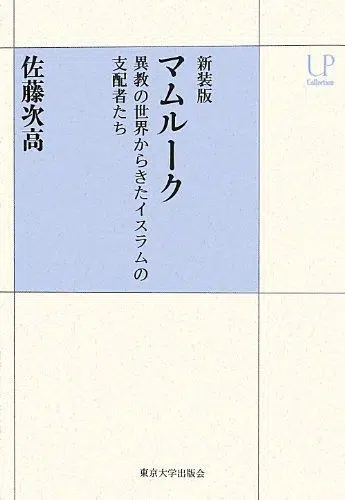 UP
Collection
新装版
マムルーク
異教の世界からきたイスラムの
支配者たち
佐藤次高
東京大学出版会